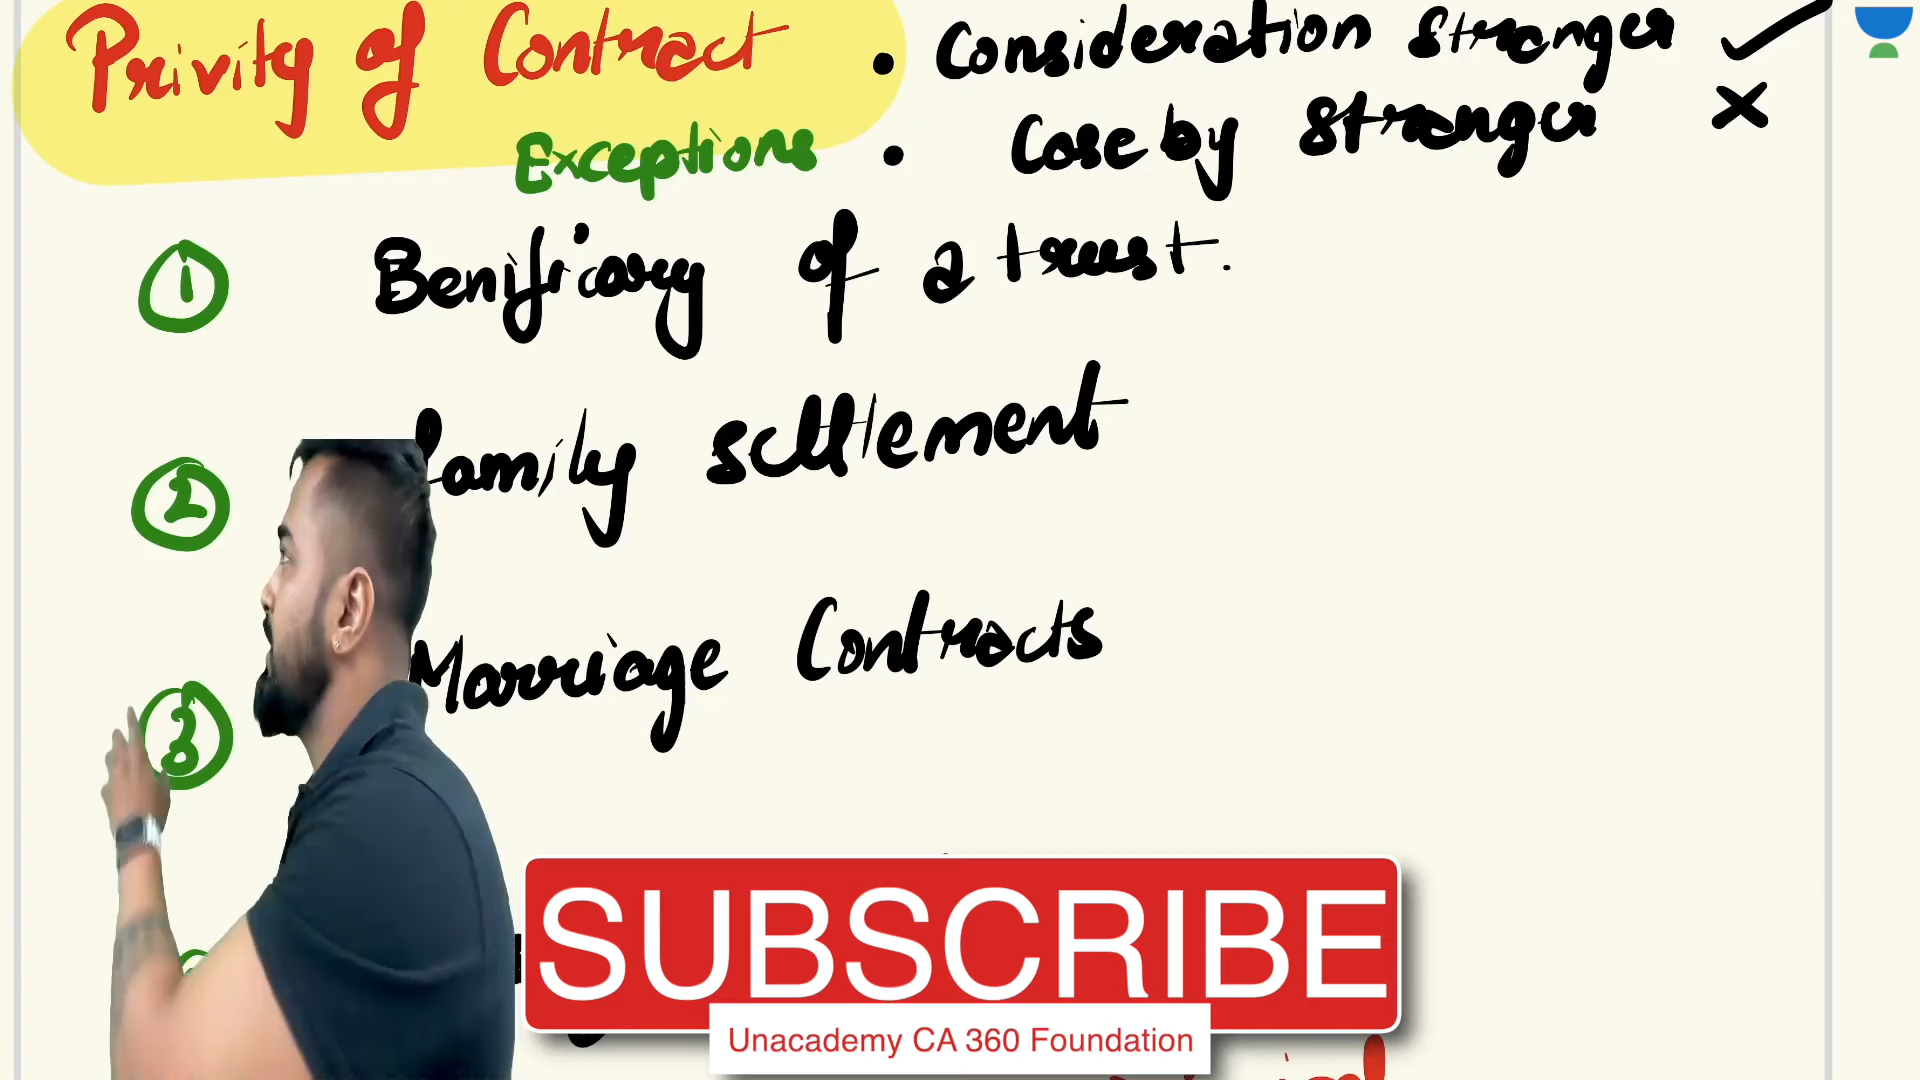 Privity of Contract
• Consideration Stranger ✓
Exceptions
• Case by Stranger ×
1 Benificary of a trust.
2 family settlement
3 Marriage Contracts
SUBSCRIBE
Unacademy CA 360 Foundation